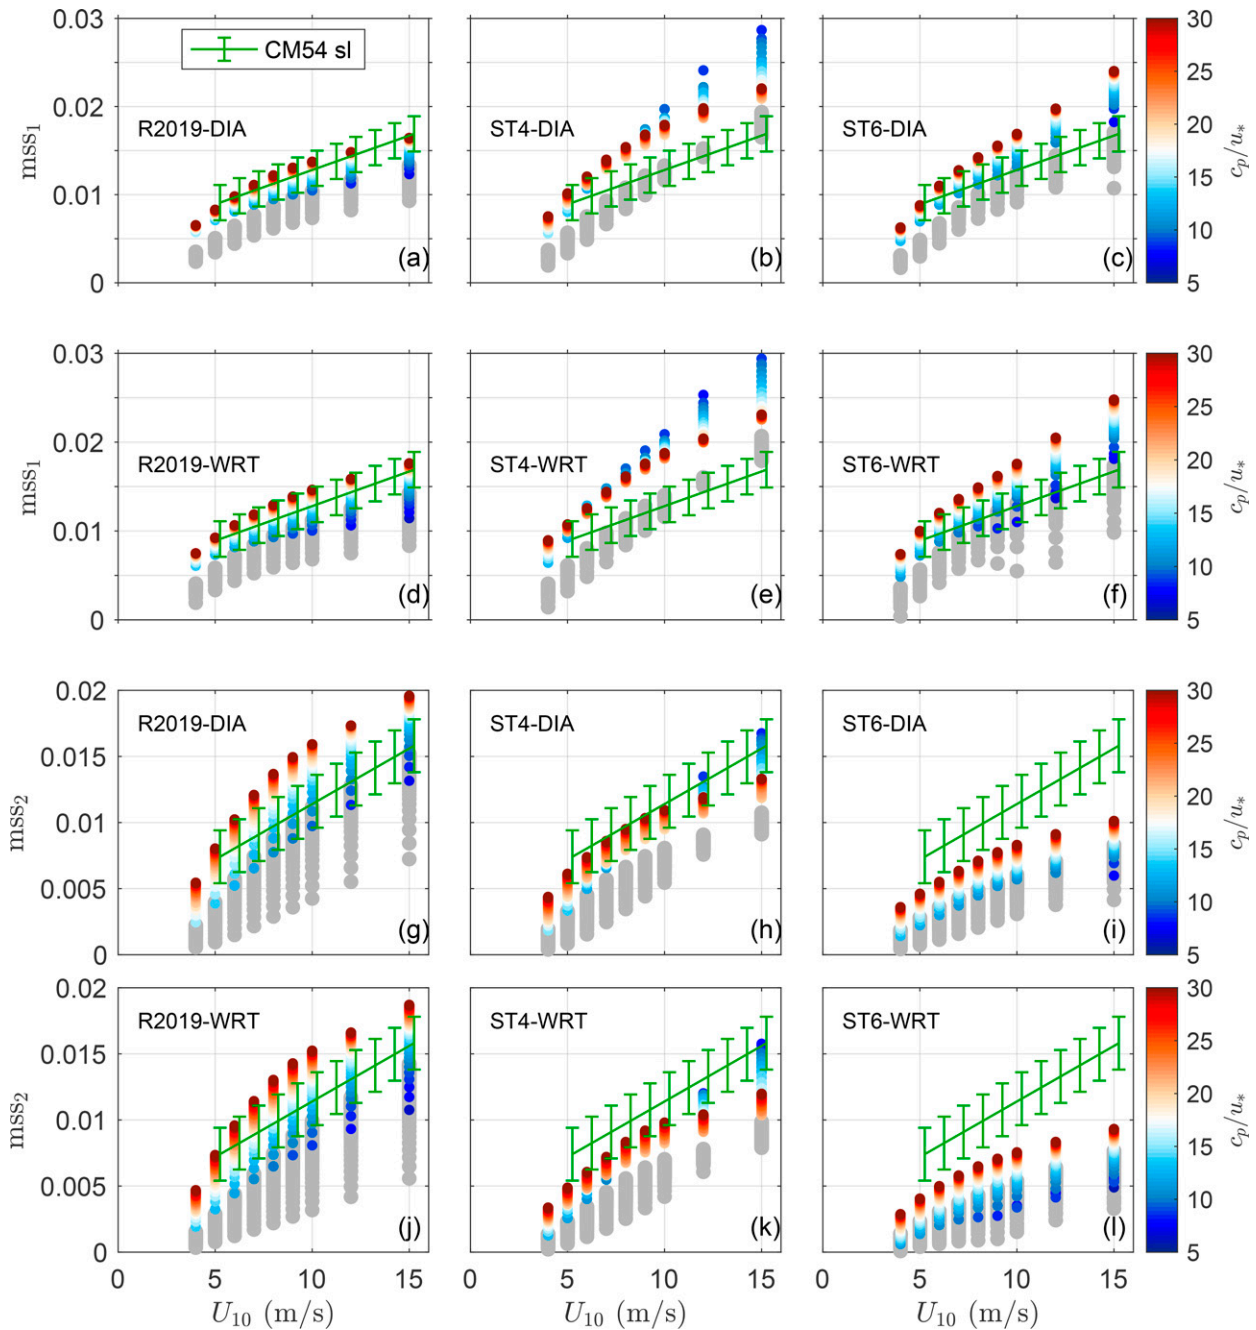 0.03
0.02
0.01
0
mss1
CM54 sl
R2019-DIA
(a)
ST4-DIA
(b)
ST6-DIA
(c)
30
25
20
15
10
5
cp/u*
0.03
0.02
0.01
0
mss1
R2019-WRT
(d)
ST4-WRT
(e)
ST6-WRT
(f)
30
25
20
15
10
5
cp/u*
0.02
0.015
0.01
0.005
0
mss2
R2019-DIA
(g)
ST4-DIA
(h)
ST6-DIA
(i)
30
25
20
15
10
5
cp/u*
0.02
0.015
0.01
0.005
0
mss2
R2019-WRT
(j)
ST4-WRT
(k)
ST6-WRT
(l)
30
25
20
15
10
5
cp/u*
0 5 10 15
5 10 15
0 5 10 15
U10 (m/s)
U10 (m/s)
U10 (m/s)